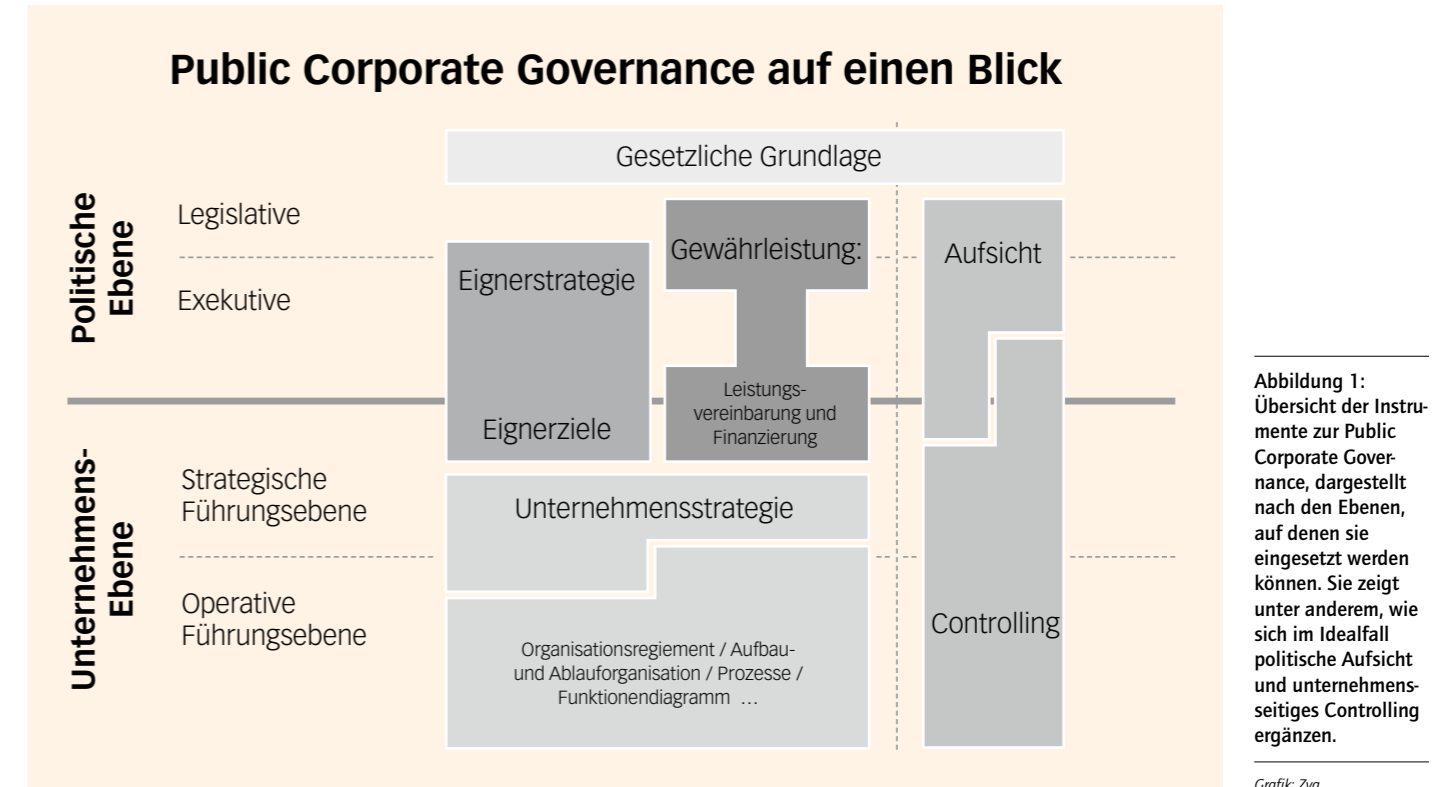 Public Corporate Governance auf einen Blick
Gesetzliche Grundlage
Politische
Ebene
Legislative
Exekutive
Eignerstrategie
Eignerziele
Gewährleistung:
Leistungs-
vereinbarung und
Finanzierung
Aufsicht
Unternehmens-
Ebene
Strategische
Führungsebene
Operative
Führungsebene
Unternehmensstrategie
Organisationsreglement / Aufbau-
und Ablauforganisation / Prozesse /
Funktionendiagramm ...
Controlling
Abbildung 1:
Übersicht der Instru-
mente zur Public
Corporate Gover-
nance, dargestellt
nach den Ebenen,
auf denen sie
eingesetzt werden
können. Sie zeigt
unter anderem, wie
sich im Idealfall
politische Aufsicht
und unternehmens-
seitiges Controlling
ergänzen.
Grafik: